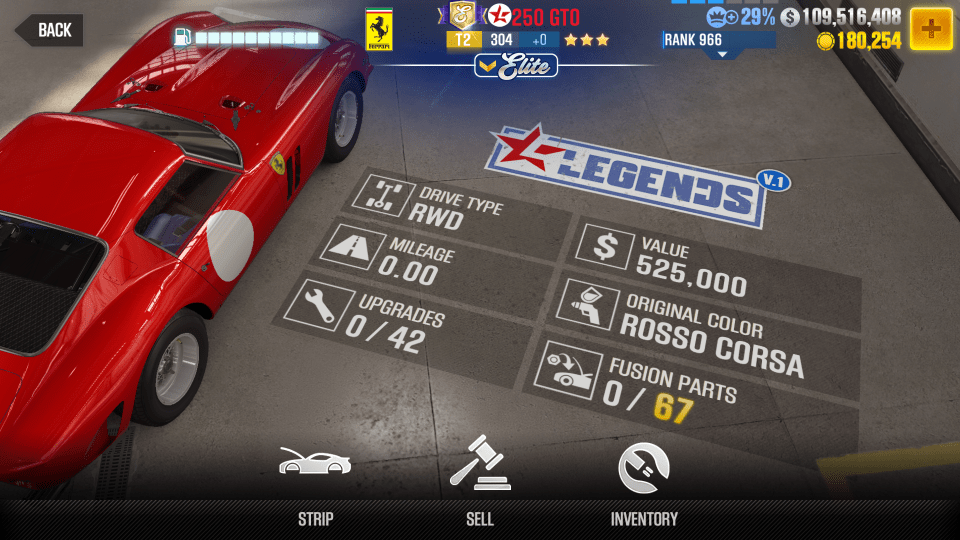 BACK
Ferrari
250 GTO
T2 304 +0
Elite
29%
$ 109,516,408
RANK 966
180,254
LEGENDS
V.1
DRIVE TYPE
RWD
MILEAGE
0.00
UPGRADES
0 / 42
VALUE
525,000
ORIGINAL COLOR
ROSSO CORSA
FUSION PARTS
0 / 67
STRIP
SELL
INVENTORY